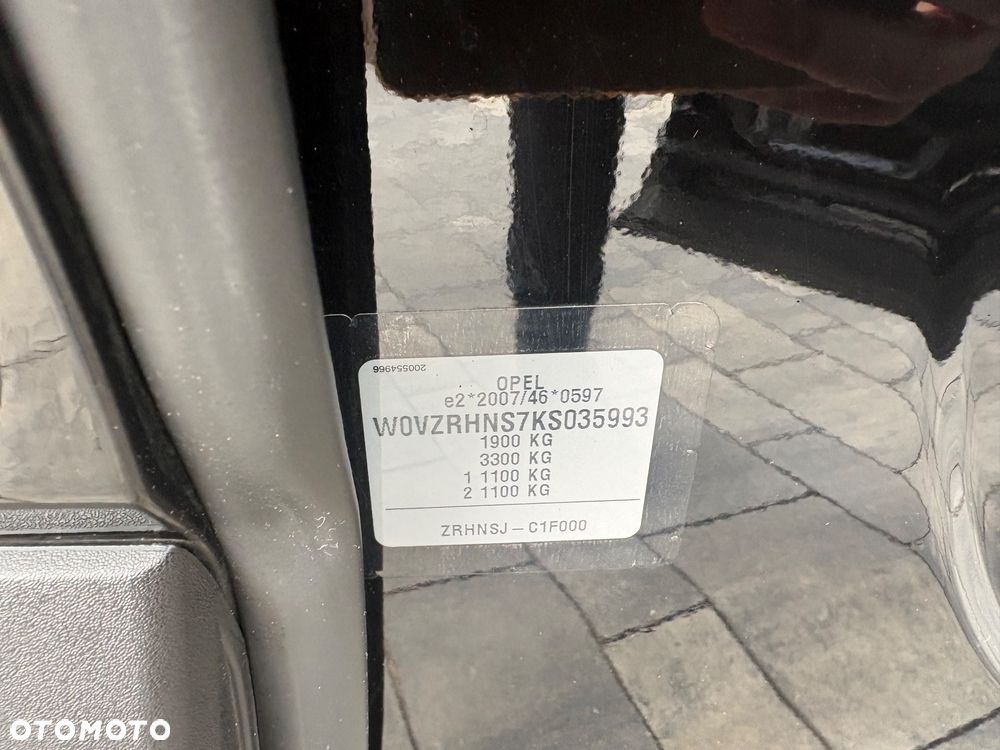 200554966
OPEL
e2*2007/46*0597
W0VZRHNS7KS035993
1900 KG
3300 KG
1 1100 KG
2 1100 KG
ZRHNSJ-C1F000
OTOMOTO